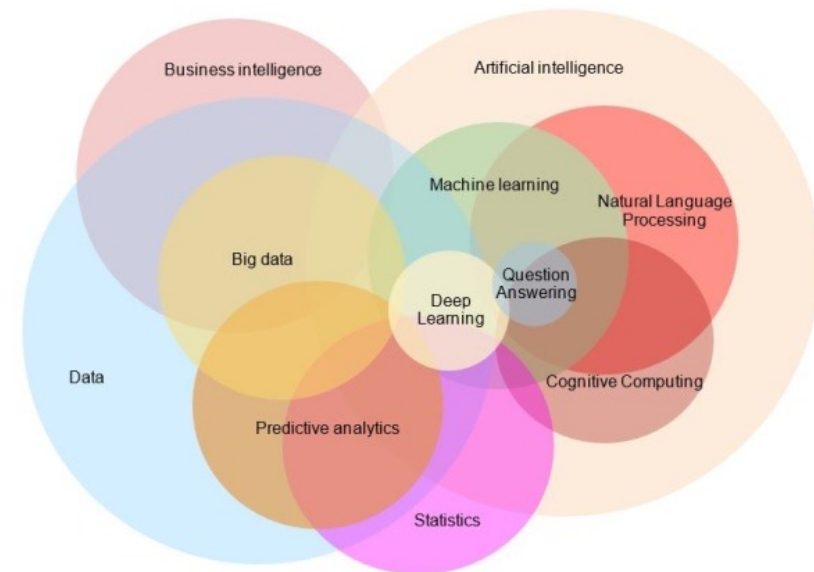 Business intelligence
Artificial intelligence
Machine learning
Natural Language
Processing
Big data
Question
Answering
Deep
Learning
Data
Cognitive Computing
Predictive analytics
Statistics